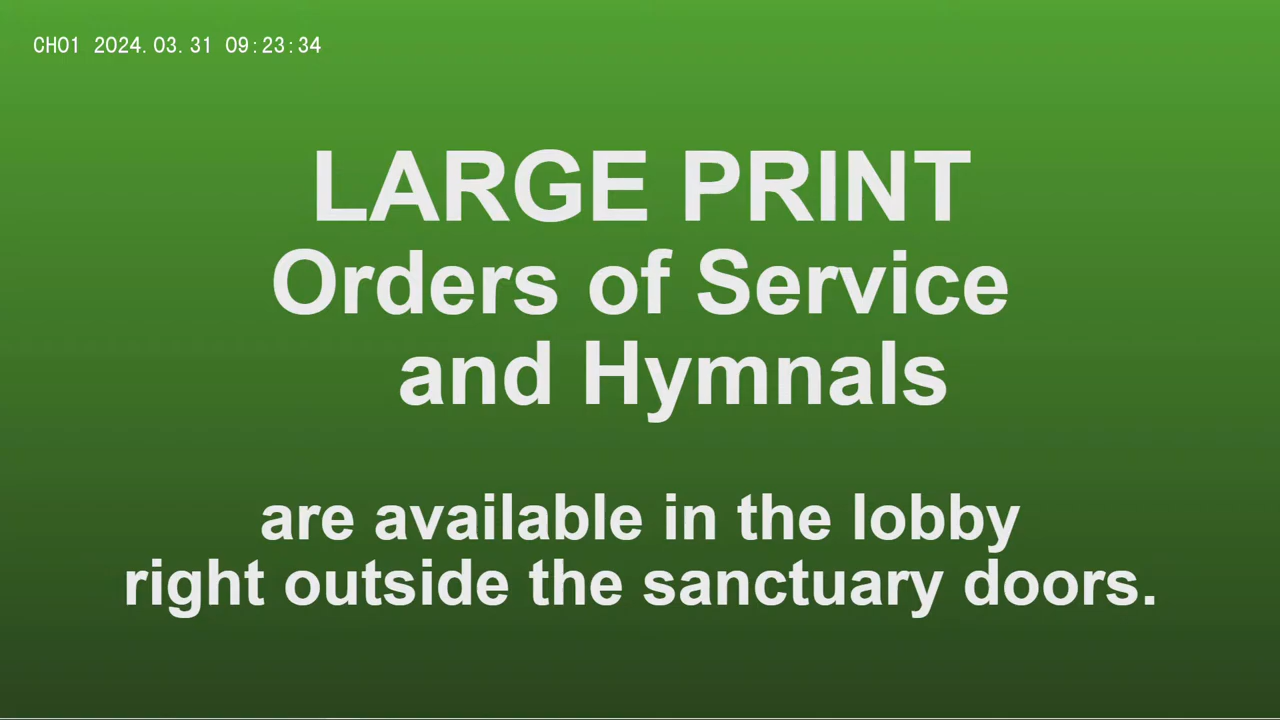 CH01 2024.03.31 09:23:34
LARGE PRINT
Orders of Service
and Hymnals
are available in the lobby
right outside the sanctuary doors.